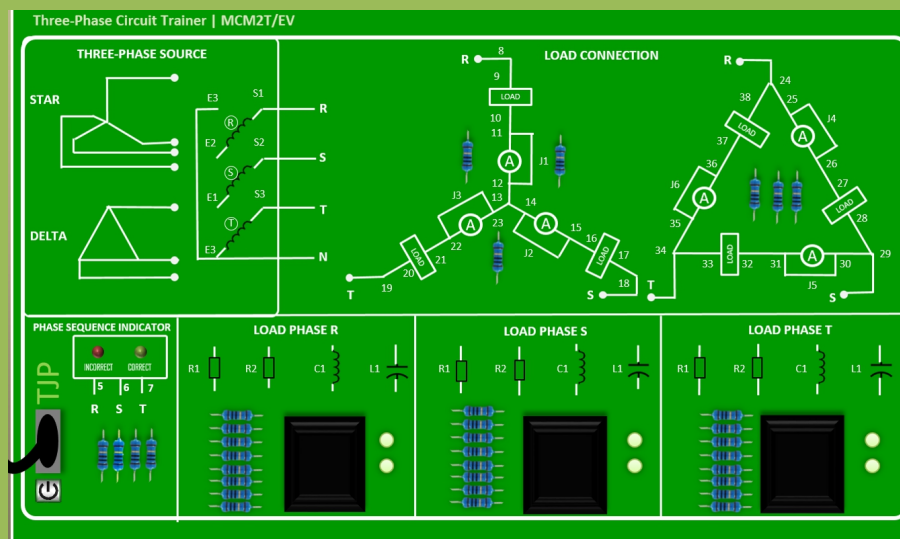 Three-Phase Circuit Trainer | MCM2T/EV
THREE-PHASE SOURCE
STAR
DELTA
E3
S1
R
R
E2
S2
S
S
E1
S3
T
T
E3
N
LOAD CONNECTION
R
8
9
LOAD
10
11
A
J1
12
13
14
J3
23
A
22
21
LOAD
20
19
T
A
J2
15
16
LOAD
17
18
S
R
24
38
25
LOAD
A
J4
37
26
36
J6
A
27
LOAD
28
35
34
33
LOAD
32
31
A
30
29
J5
T
S
PHASE SEQUENCE INDICATOR
INCORRECT
CORRECT
5
6
7
R
S
T
TJP
LOAD PHASE R
R1
R2
C1
L1
LOAD PHASE S
R1
R2
C1
L1
LOAD PHASE T
R1
R2
C1
L1